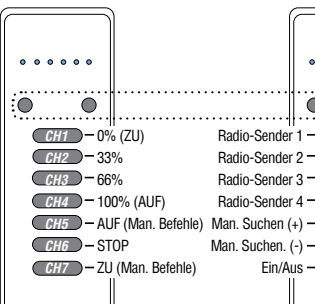 CH1 0% (ZU) Radio-Sender 1
CH2 33% Radio-Sender 2
CH3 66% Radio-Sender 3
CH4 100% (AUF) Radio-Sender 4
CH5 AUF (Man. Befehle) Man. Suchen (+)
CH6 STOP Man. Suchen. (-)
CH7 ZU (Man. Befehle) Ein/Aus